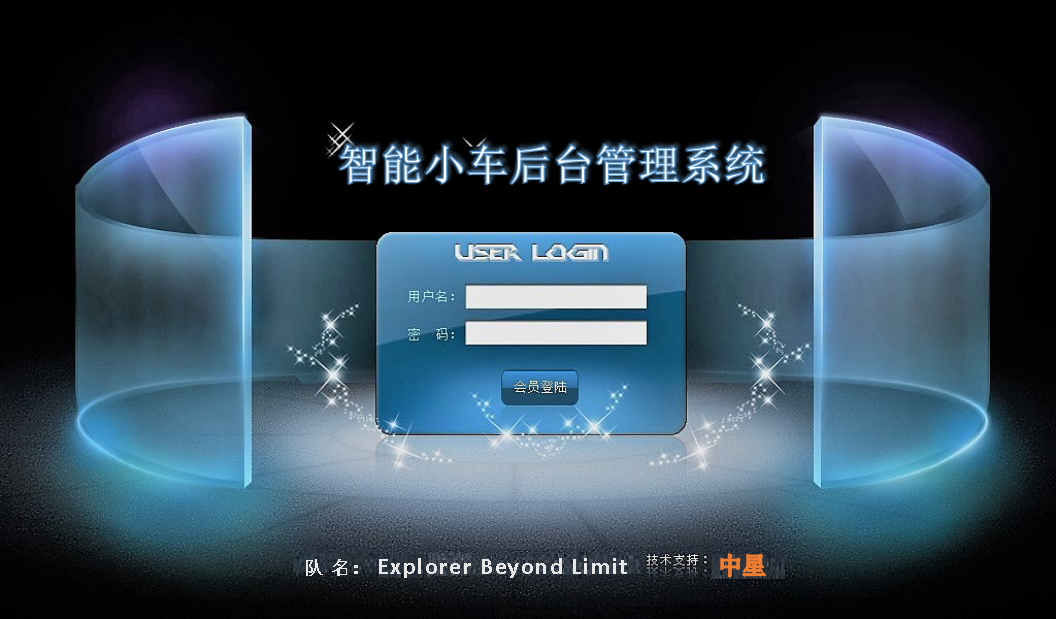 智能小车后台管理系统
USER LOGIN
用户名：
密 码：
会员登陆
队 名： Explorer Beyond Limit 技术支持： 中星